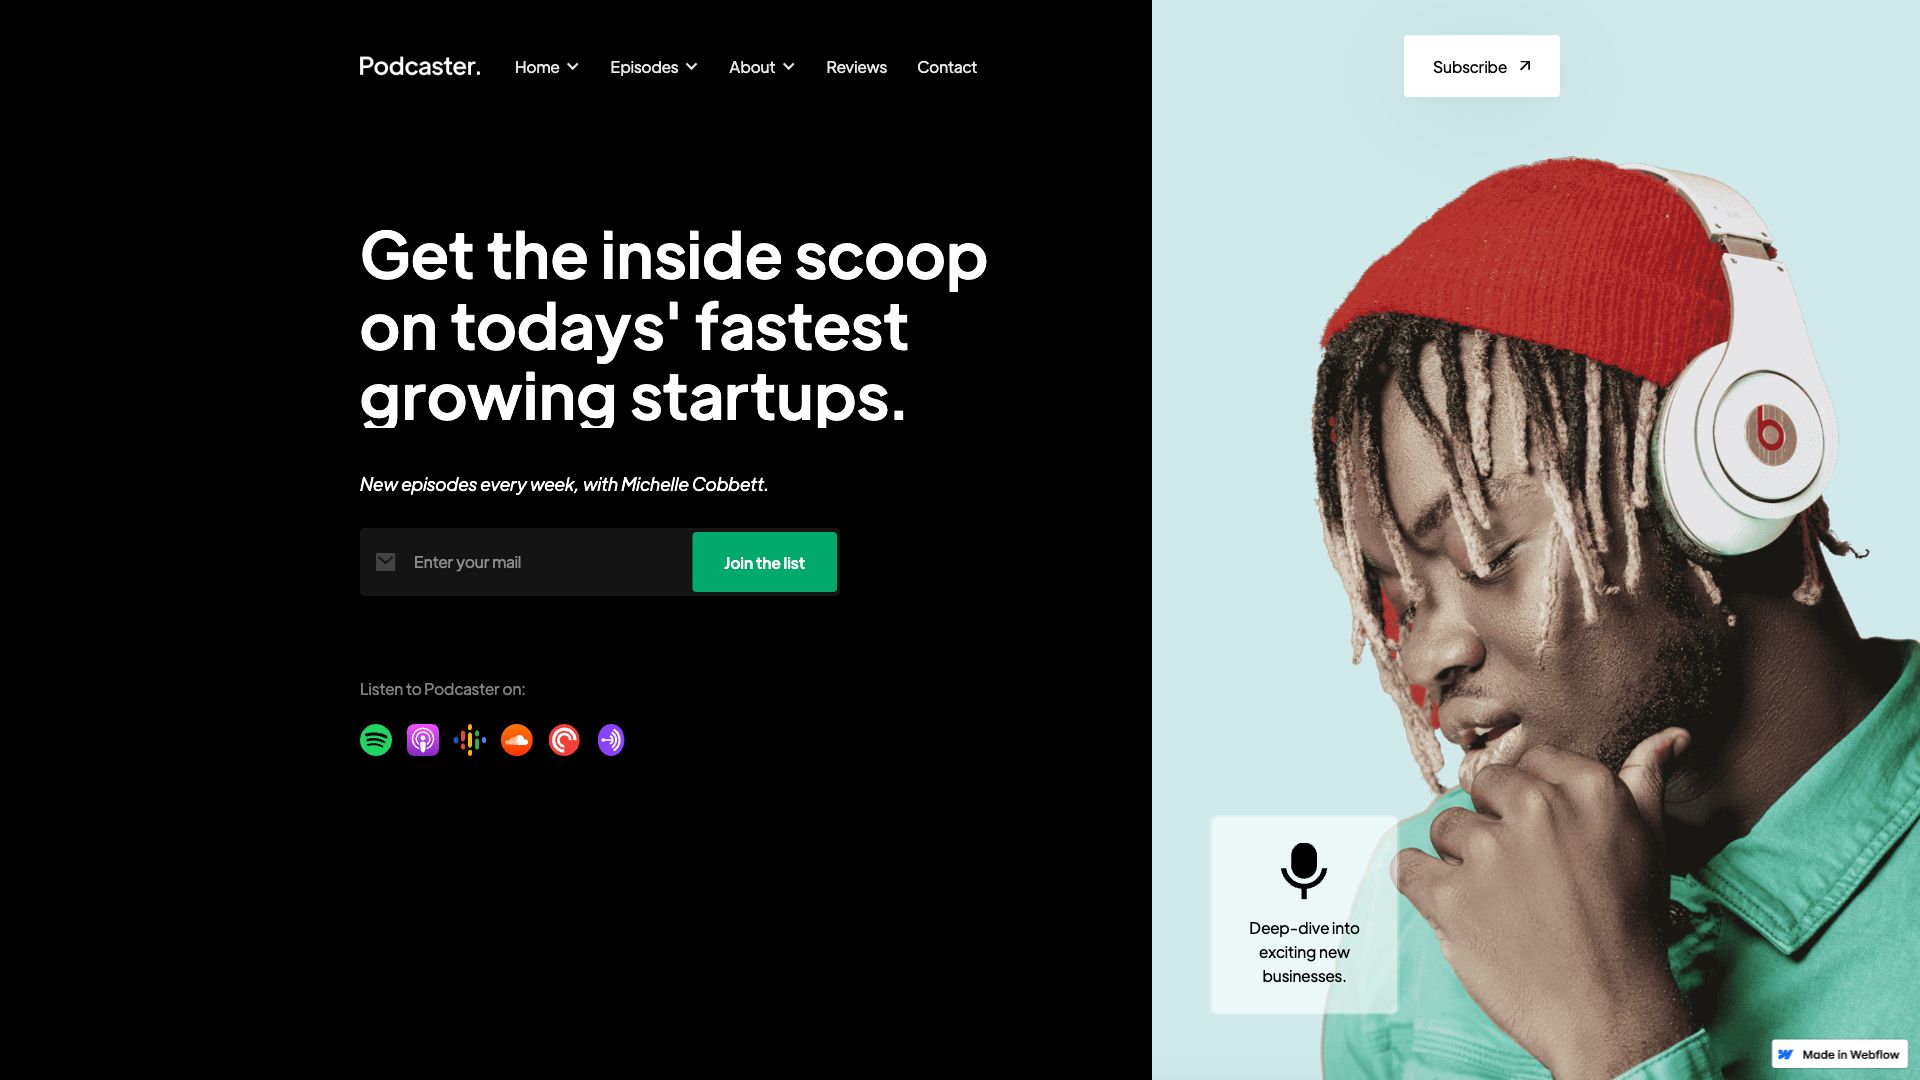 Podcaster.
Home
Episodes
About
Reviews
Contact
Subscribe
Get the inside scoop
on todays' fastest
growing startups.
New episodes every week, with Michelle Cobbett.
Enter your mail
Join the list
Listen to Podcaster on:
b
Deep-dive into
exciting new
businesses.
Made in Webflow